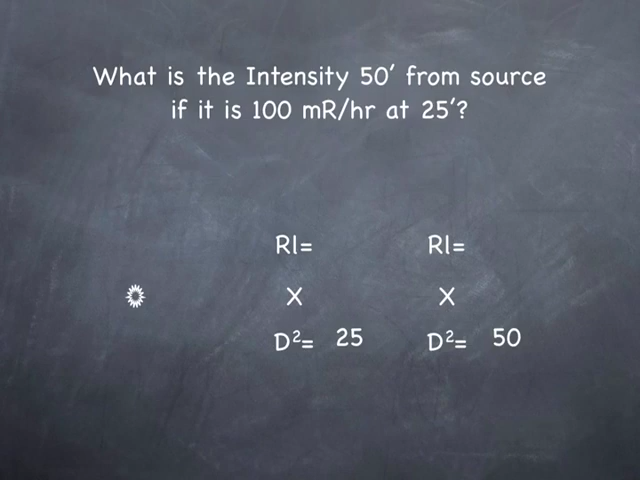 What is the Intensity 50′ from source
if it is 100 mR/hr at 25′?
RI= RI=
X X
D²= 25 D²= 50